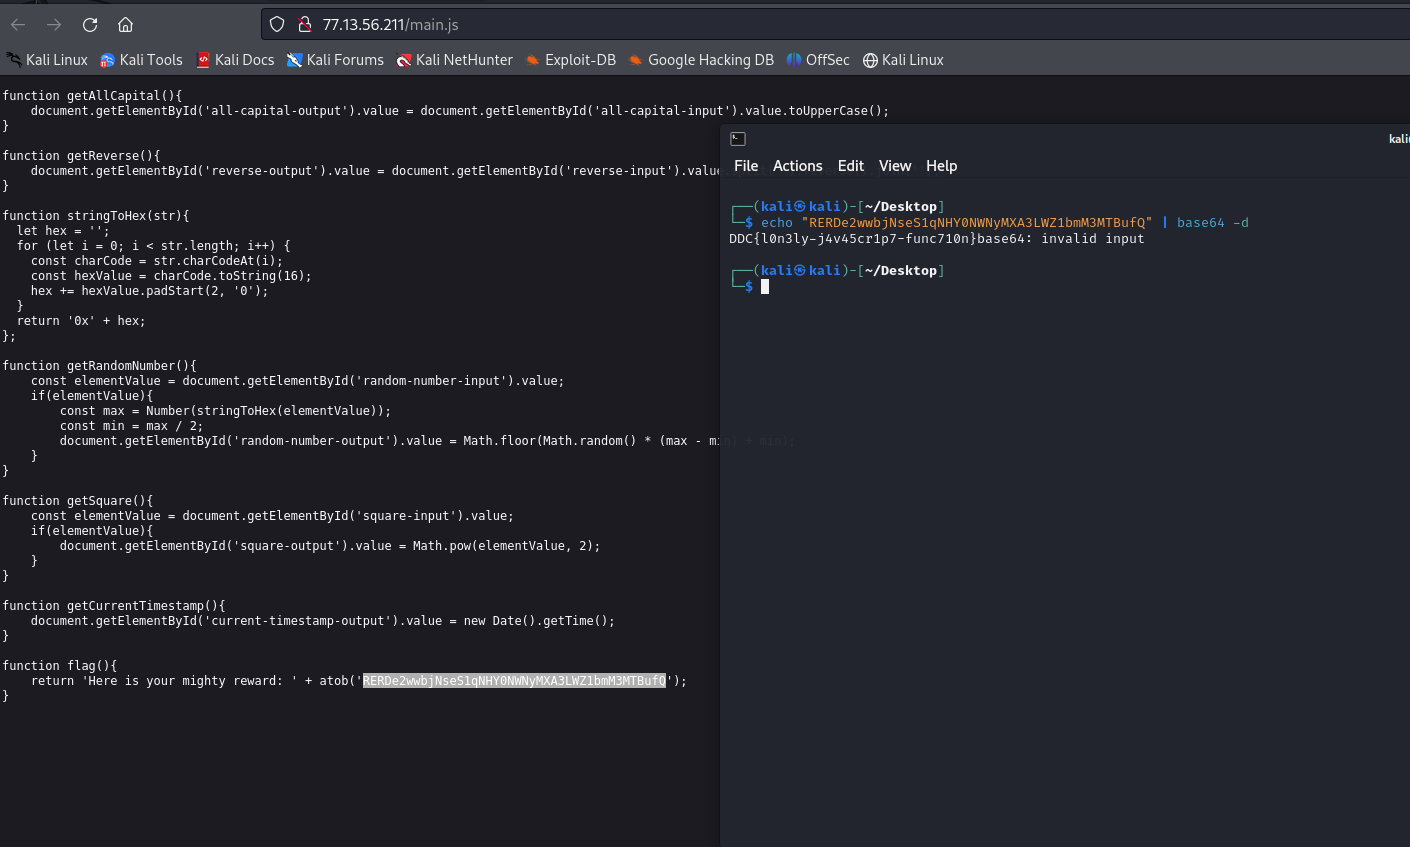 77.13.56.211/main.js
Kali Linux Kali Tools Kali Docs Kali Forums Kali NetHunter Exploit-DB Google Hacking DB OffSec Kali Linux
function getAllCapital(){
    document.getElementById('all-capital-output').value = document.getElementById('all-capital-input').value.toUpperCase();
}
function getReverse(){
    document.getElementById('reverse-output').value = document.getElementById('reverse-input').value
}
function stringToHex(str){
  let hex = '';
  for (let i = 0; i < str.length; i++) {
    const charCode = str.charCodeAt(i);
    const hexValue = charCode.toString(16);
    hex += hexValue.padStart(2, '0');
  }
  return '0x' + hex;
};
function getRandomNumber(){
    const elementValue = document.getElementById('random-number-input').value;
    if(elementValue){
        const max = Number(stringToHex(elementValue));
        const min = max / 2;
        document.getElementById('random-number-output').value = Math.floor(Math.random() * (max - min) + min);
    }
}
function getSquare(){
    const elementValue = document.getElementById('square-input').value;
    if(elementValue){
        document.getElementById('square-output').value = Math.pow(elementValue, 2);
    }
}
function getCurrentTimestamp(){
    document.getElementById('current-timestamp-output').value = new Date().getTime();
}
function flag(){
    return 'Here is your mighty reward: ' + atob('RERDe2wwbjNseS1qNHY0NWNyMXA3LWZ1bmM3MTBufQ');
}
kali
File Actions Edit View Help
┌──(kali㉿kali)-[~/Desktop]
└─$ echo "RERDe2wwbjNseS1qNHY0NWNyMXA3LWZ1bmM3MTBufQ" | base64 -d
DDC{l0n3ly-j4v45cr1p7-func710n}base64: invalid input
┌──(kali㉿kali)-[~/Desktop]
└─$